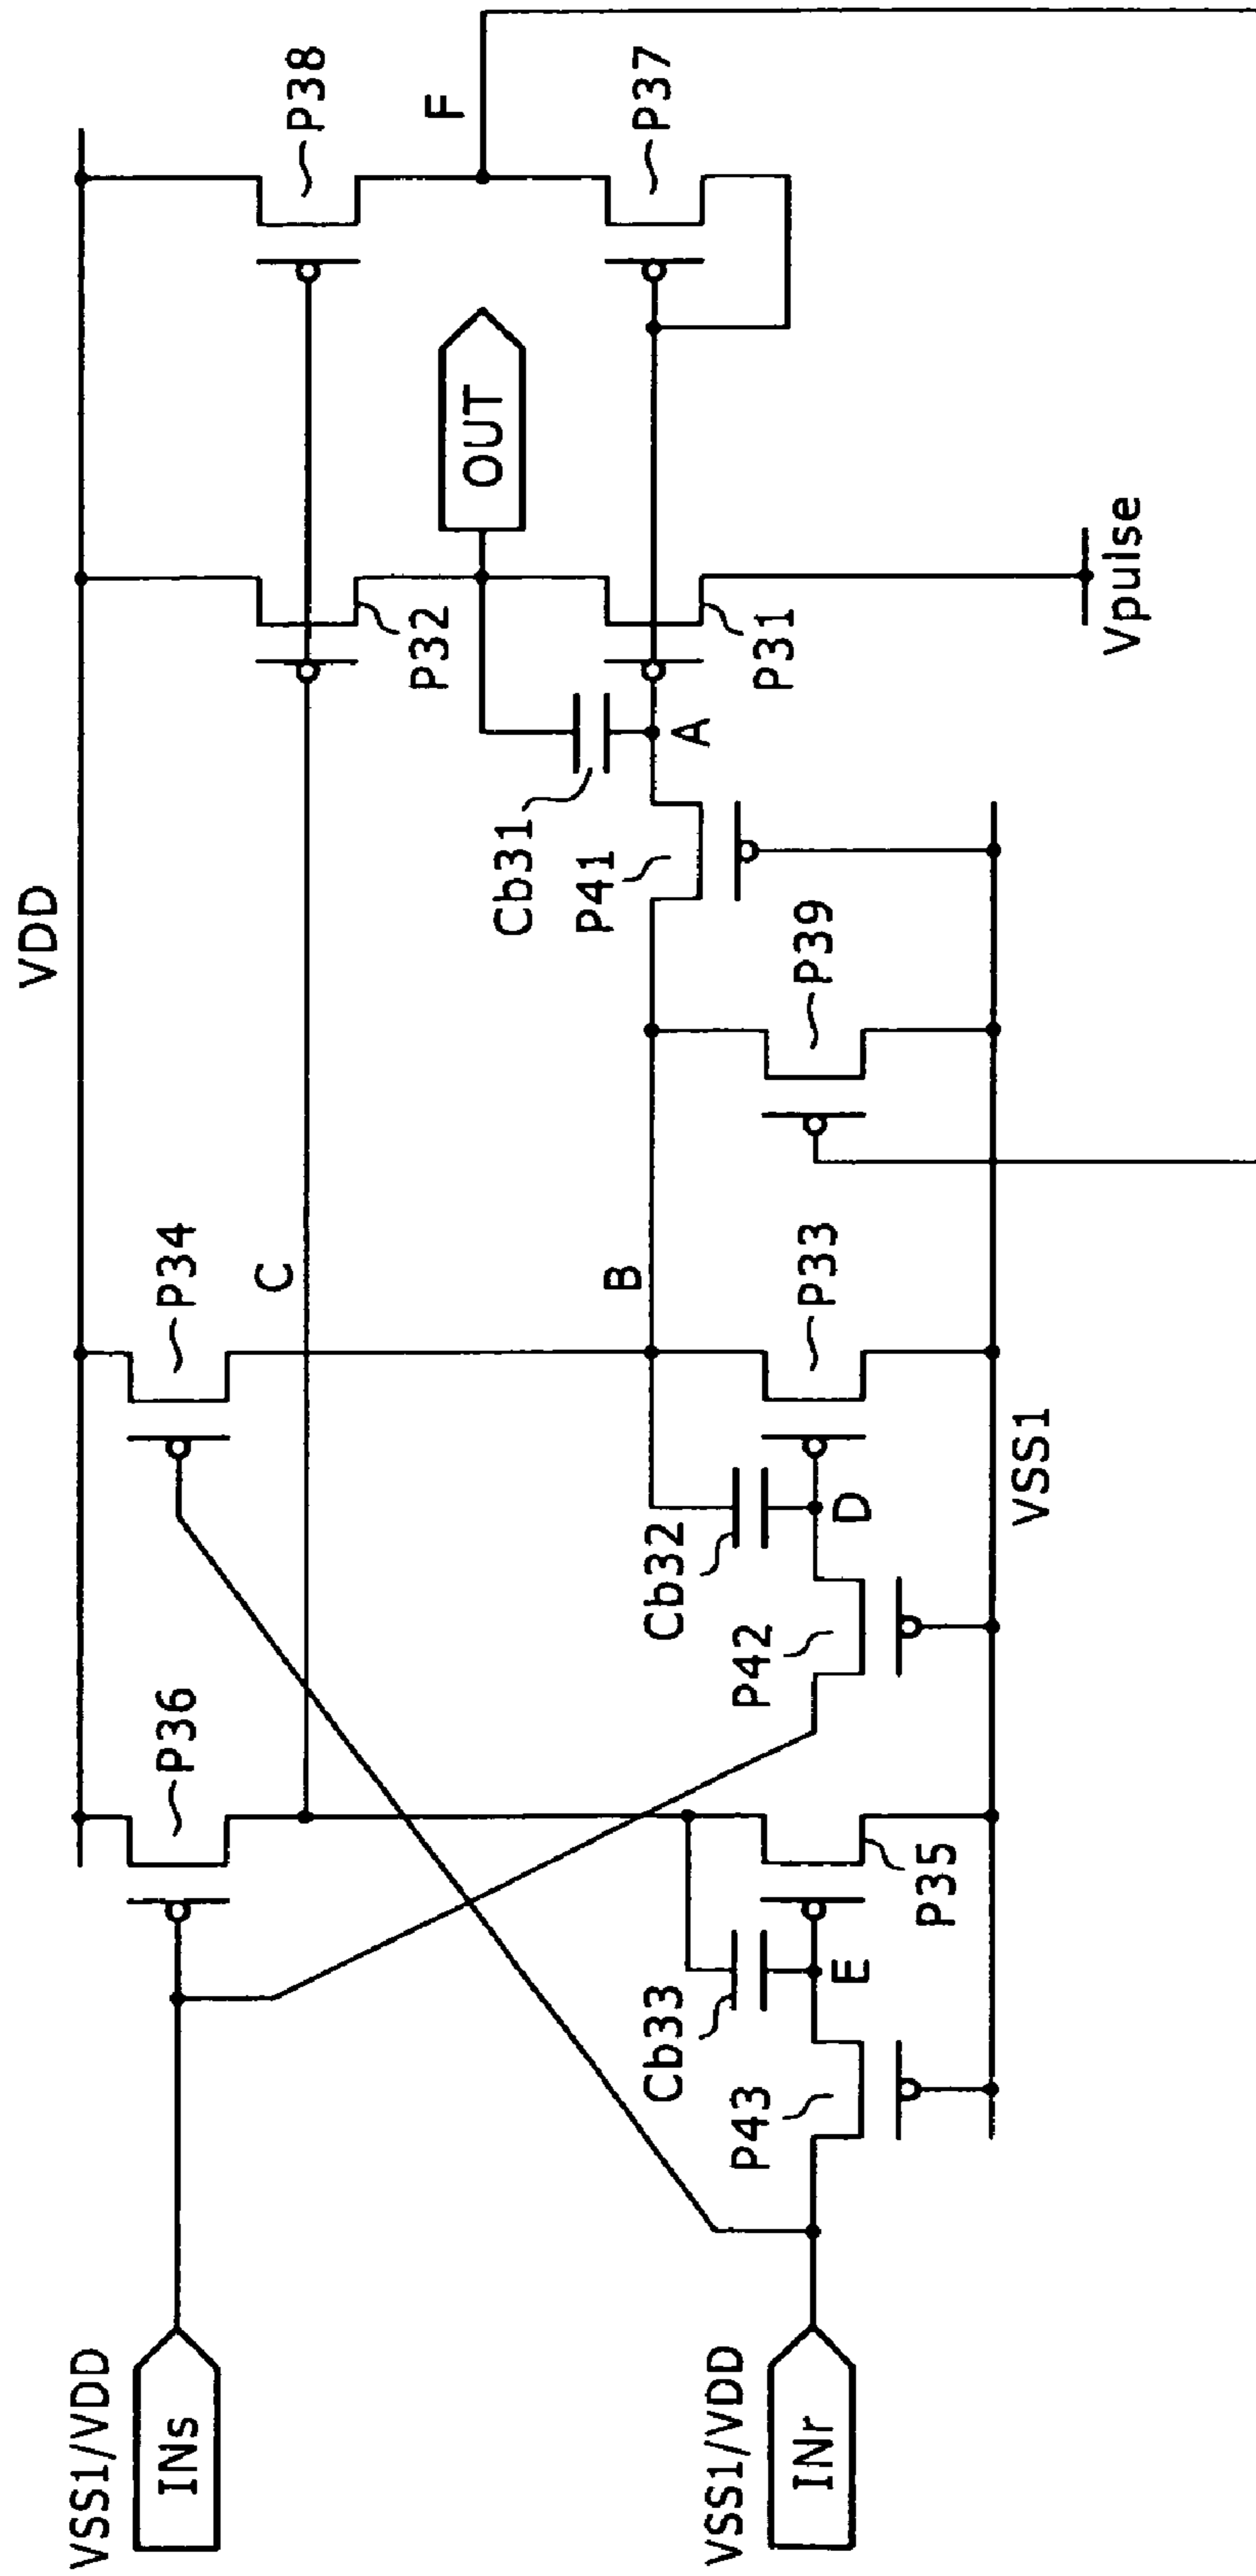 VDD
P38
F
P37
OUT
P32
P31
Vpulse
Cb31
A
P41
P39
P34
C
B
P33
Cb32
D
P42
VSS1
P36
P35
Cb33
E
P43
VSS1/VDD
INs
VSS1/VDD
INr